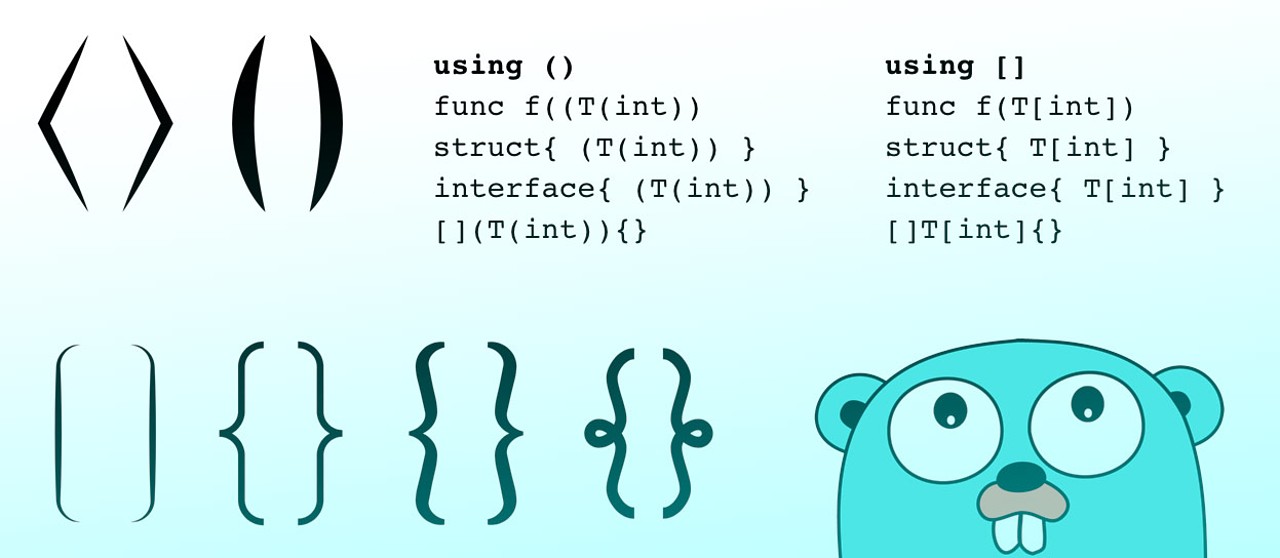 ⟨ ⟩ ( )
using ()
func f((T(int))
struct{ (T(int)) }
interface{ (T(int)) }
[](T(int)){}
using []
func f(T[int])
struct{ T[int] }
interface{ T[int] }
[]T[int]{}
( ) { } { } { }